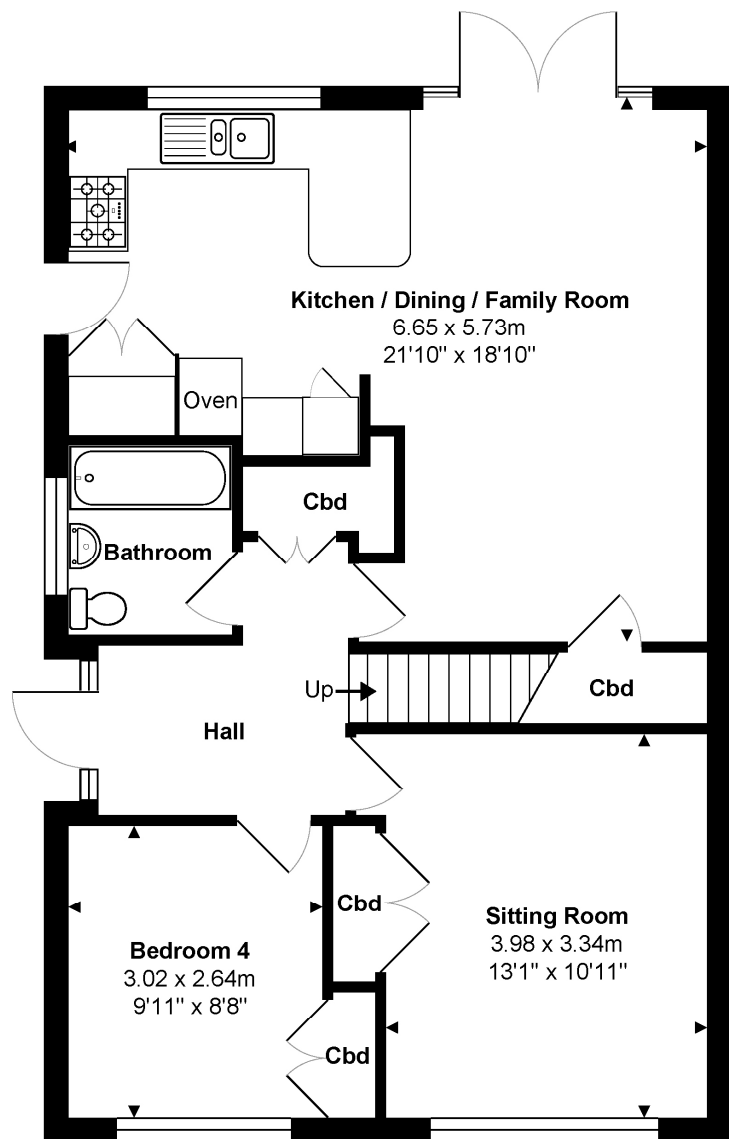 Kitchen / Dining / Family Room
6.65 x 5.73m
21'10" x 18'10"
Oven
Cbd
Bathroom
Up
Cbd
Hall
Cbd
Sitting Room
3.98 x 3.34m
13'1" x 10'11"
Bedroom 4
3.02 x 2.64m
9'11" x 8'8"
Cbd